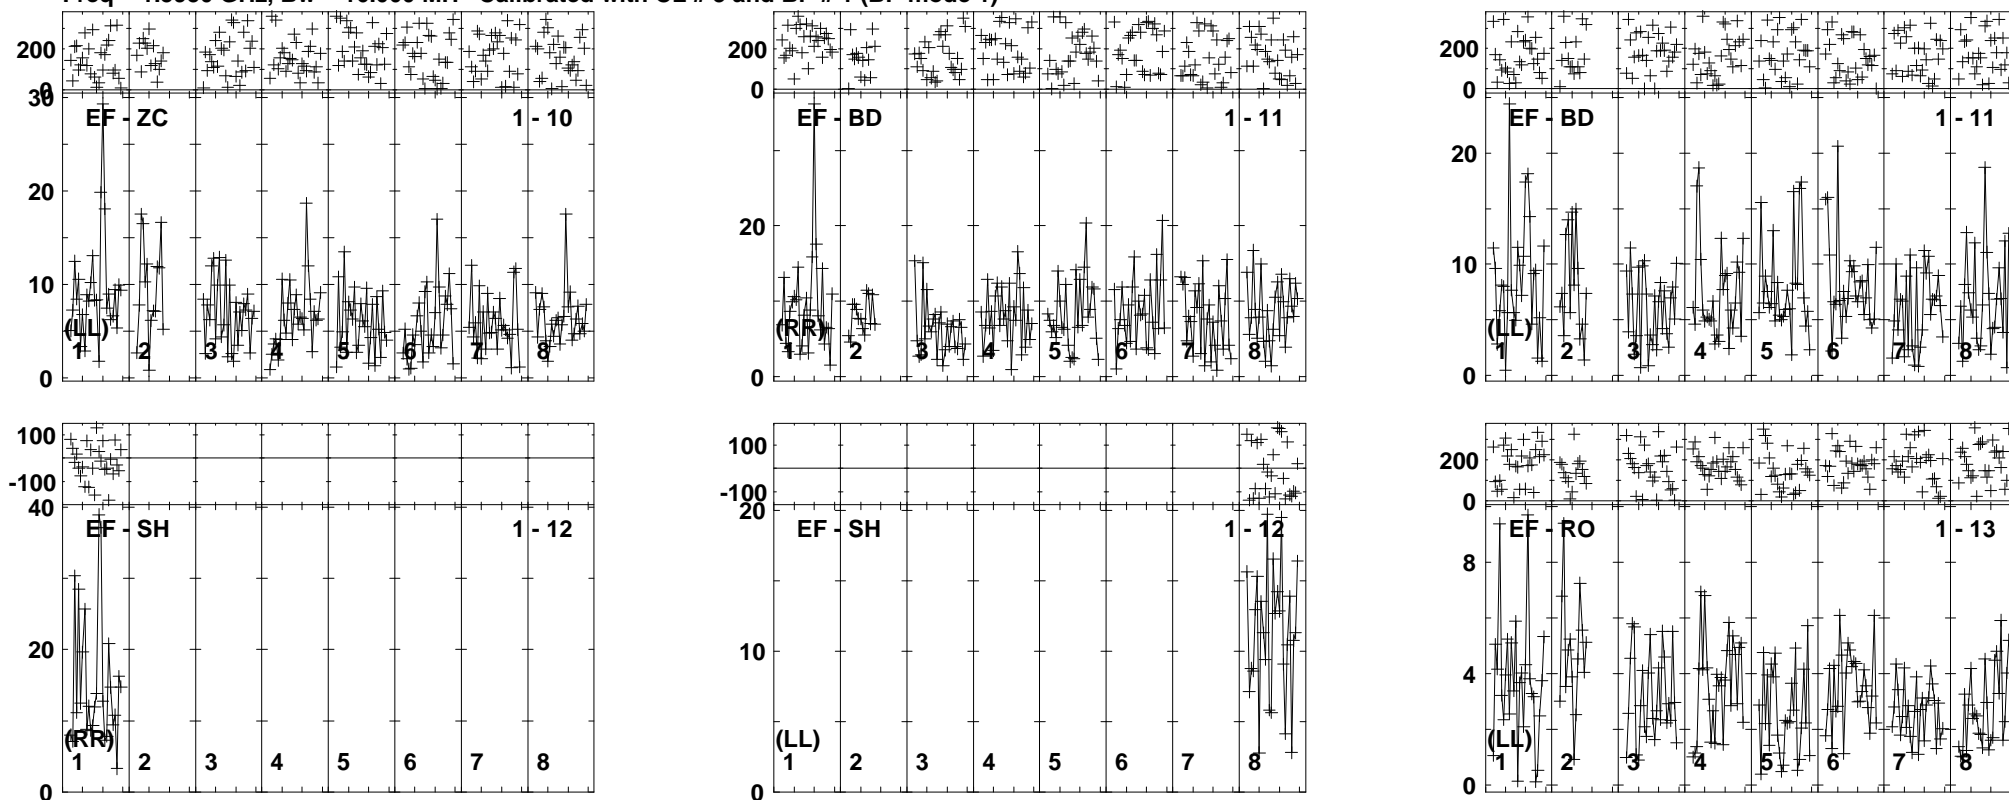 200 0 200 0 200 0
30 20 10 0 EF - ZC 1 - 10 (LL) 1 2 3 4 5 6 7 8
20 0 EF - BD 1 - 11 (RR) 1 2 3 4 5 6 7 8
20 10 0 EF - BD 1 - 11 (LL) 1 2 3 4 5 6 7 8
100 -100 100 -100 200 0
40 20 0 EF - SH 1 - 12 (RR) 1 2 3 4 5 6 7 8
20 10 0 EF - SH 1 - 12 (LL) 1 2 3 4 5 6 7 8
8 4 0 EF - RO 1 - 13 (LL) 1 2 3 4 5 6 7 8